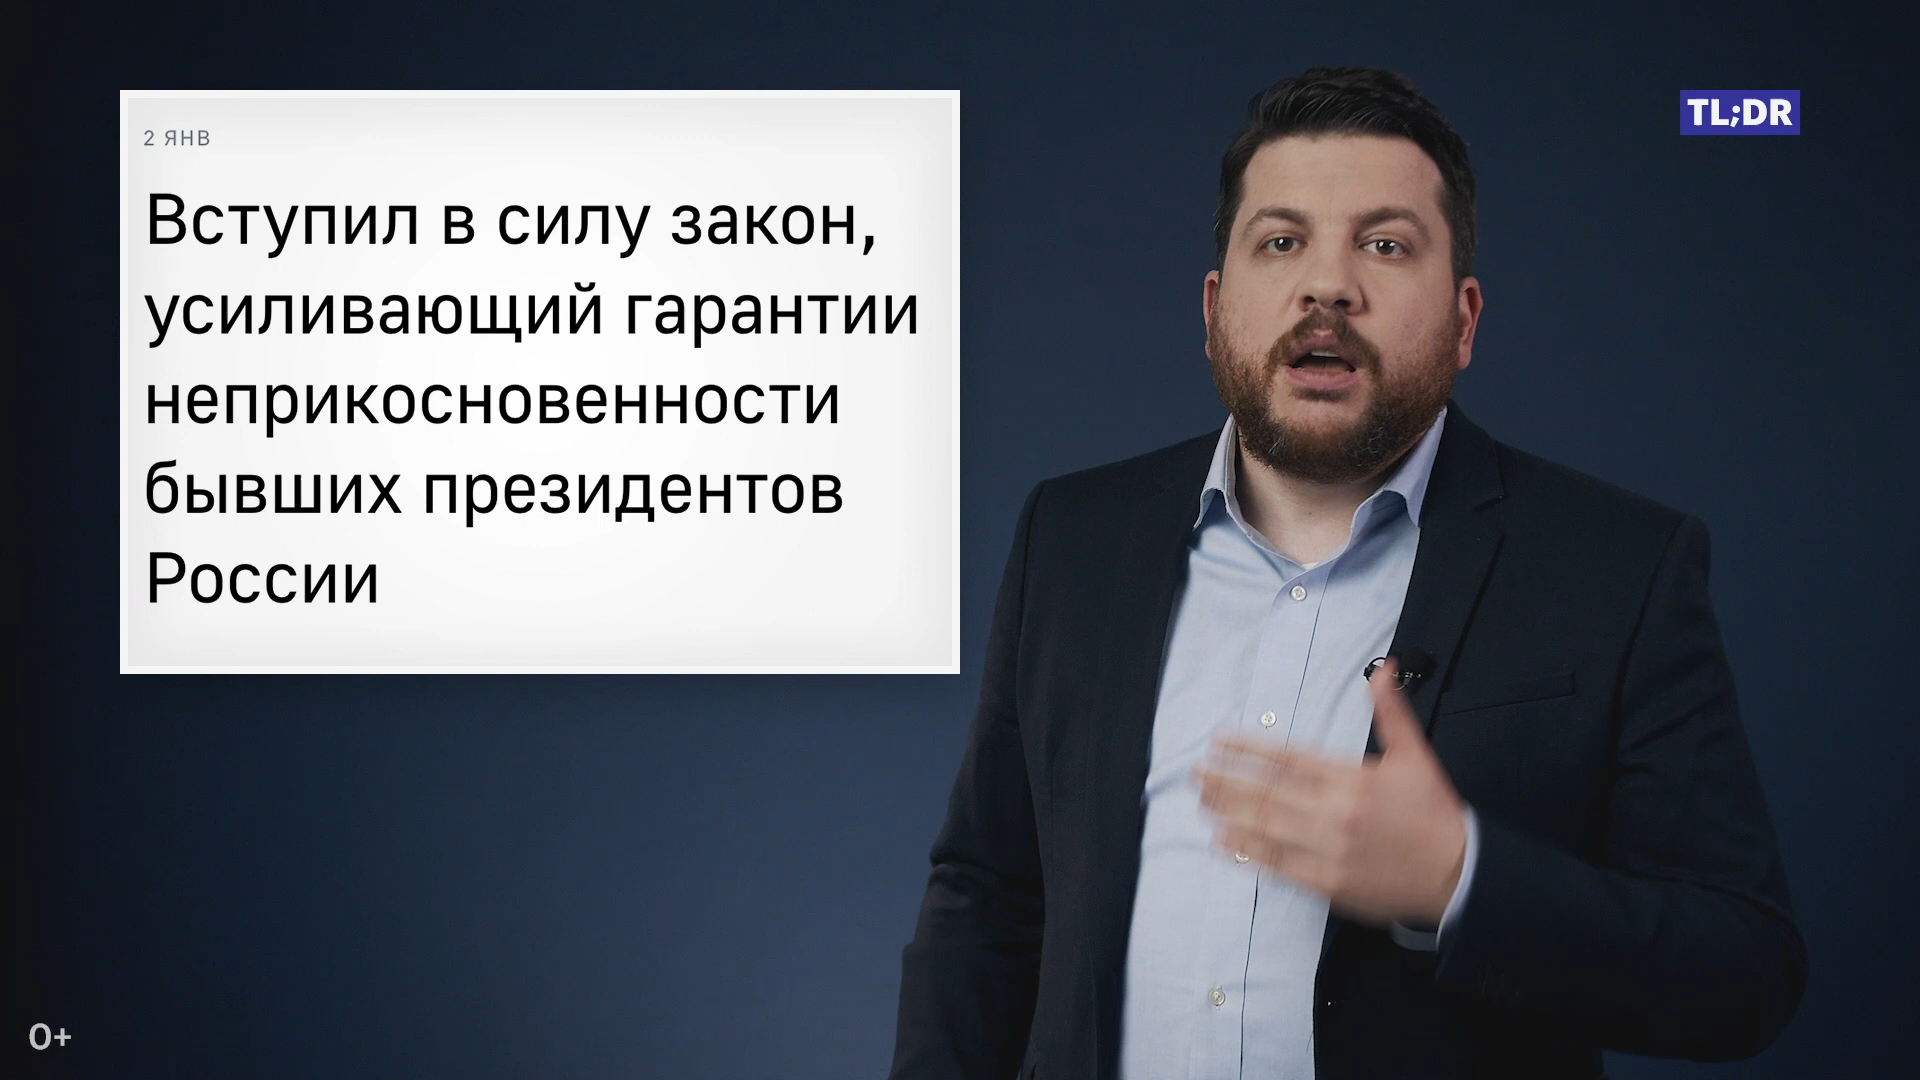 2 ЯНВ
Вступил в силу закон,
усиливающий гарантии
неприкосновенности
бывших президентов
России
TL;DR
0+